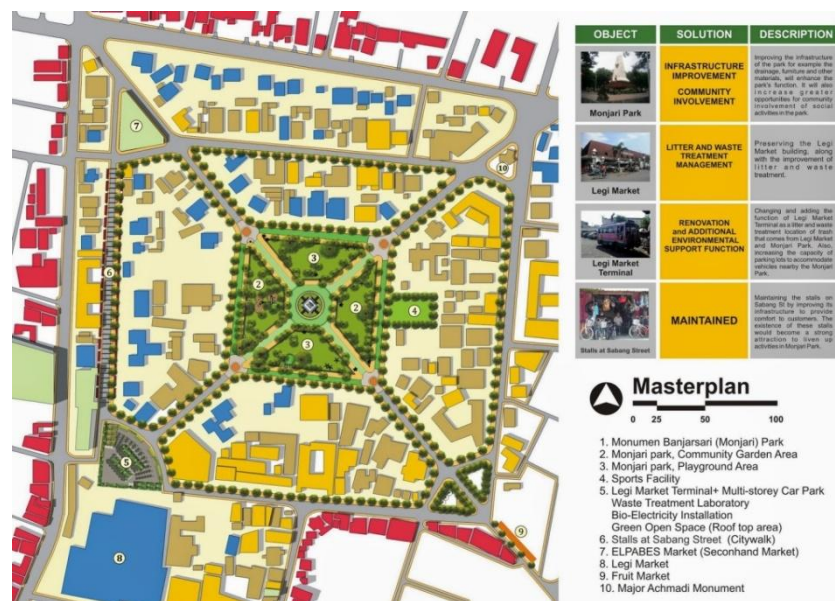 OBJECT SOLUTION DESCRIPTION
Monjari Park
INFRASTRUCTURE
IMPROVEMENT
COMMUNITY
INVOLVEMENT
Improving the infrastructure
of the park for example the
drainage, furniture and other
materials, will enhance the
park's function. It will also
increase greater
opportunities for community
involvement of social
activities in the park.
Legi Market
LITTER AND WASTE
TREATMENT
MANAGEMENT
Preserving the Legi
Market building, along
with the improvement of
litter and waste
treatment.
Legi Market
Terminal
RENOVATION
and ADDITIONAL
ENVIRONMENTAL
SUPPORT FUNCTION
Changing and adding the
function of Legi Market
Terminal as a litter and waste
treatment location of trash
that comes from Legi Market
and Monjari Park. Also,
increasing the capacity of
parking lots to accommodate
vehicles nearby the Monjari
Park.
Stalls at Sabang Street
MAINTAINED
Maintaining the stalls on
Sabang St by improving its
infrastructure to provide
comfort to customers. The
existence of these stalls
would become a strong
attraction to liven up
activities in Monjari Park.
Masterplan
0 25 50 100
1. Monumen Banjarsari (Monjari) Park
2. Monjari park, Community Garden Area
3. Monjari park, Playground Area
4. Sports Facility
5. Legi Market Terminal+ Multi-storey Car Park
Waste Treatment Laboratory
Bio-Electricity Installation
Green Open Space (Roof top area)
6. Stalls at Sabang Street (Citywalk)
7. ELPABES Market (Seconhand Market)
8. Legi Market
9. Fruit Market
10. Major Achmadi Monument
7
10
3
6
2
2
4
3
5
9
8